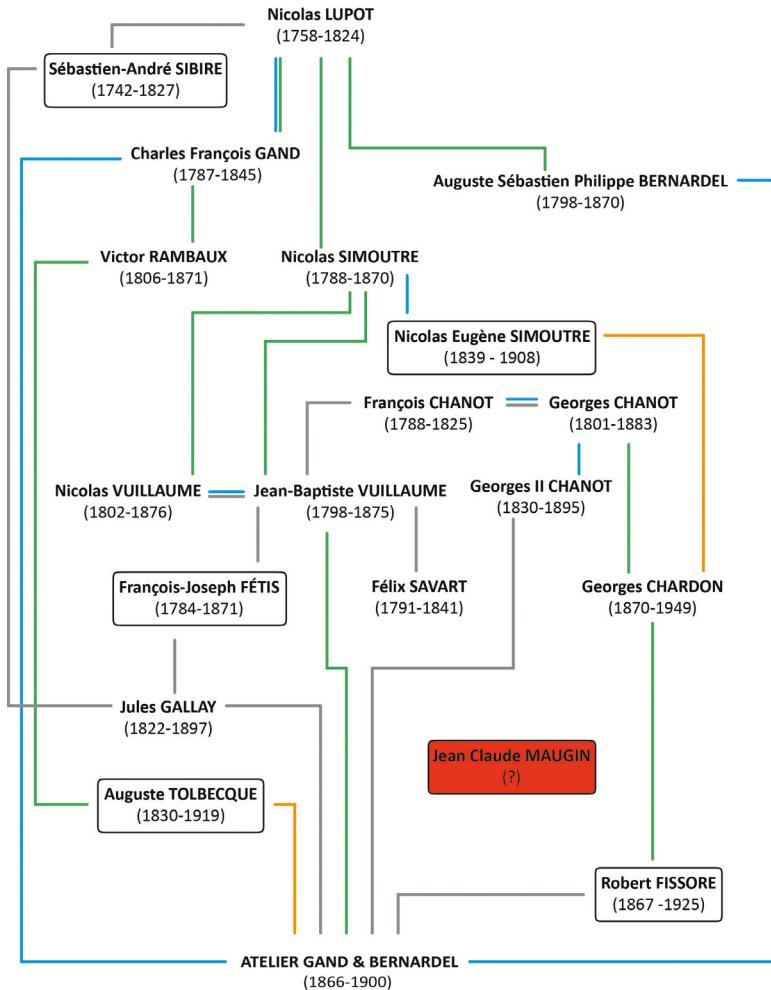 Nicolas LUPOT
(1758-1824)
Sébastien-André SIBIRE
(1742-1827)
Charles François GAND
(1787-1845)
Auguste Sébastien Philippe BERNARDEL
(1798-1870)
Victor RAMBAUX
(1806-1871)
Nicolas SIMOUTRE
(1788-1870)
Nicolas Eugène SIMOUTRE
(1839 - 1908)
François CHANOT
(1788-1825)
Georges CHANOT
(1801-1883)
Nicolas VUILLAUME
(1802-1876)
Jean-Baptiste VUILLAUME
(1798-1875)
Georges II CHANOT
(1830-1895)
François-Joseph FÉTIS
(1784-1871)
Félix SAVART
(1791-1841)
Georges CHARDON
(1870-1949)
Jules GALLAY
(1822-1897)
Jean Claude MAUGIN
(?)
Auguste TOLBECQUE
(1830-1919)
Robert FISSORE
(1867 -1925)
ATELIER GAND & BERNARDEL
(1866-1900)